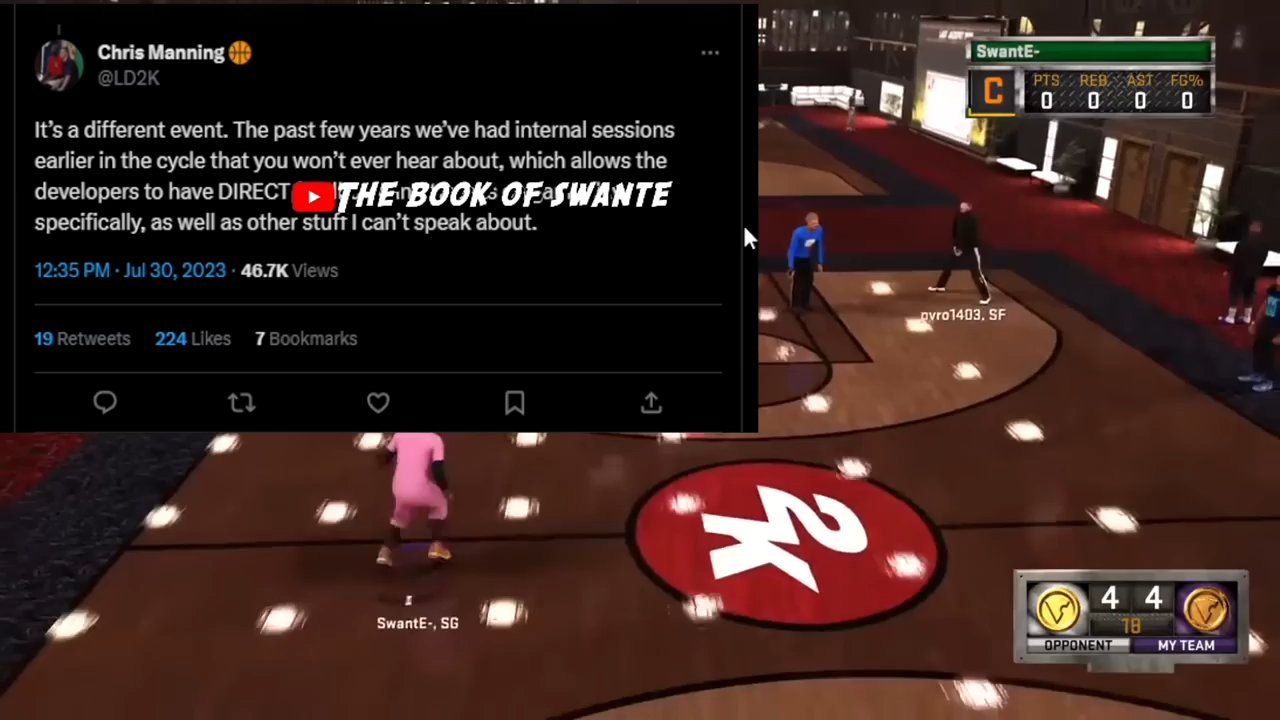 Chris Manning
@LD2K
It's a different event. The past few years we've had internal sessions
earlier in the cycle that you won't ever hear about, which allows the
developers to have DIRECT
THE BOOK OF SWANTE
specifically, as well as other stuff I can't speak about.
12:35 PM · Jul 30, 2023 · 46.7K Views
19 Retweets 224 Likes 7 Bookmarks
SwantE-
C
PTS REB AST FG%
0 0 0 0
pyro1403, SF
2K
SwantE-, SG
4 4
18
OPPONENT MY TEAM